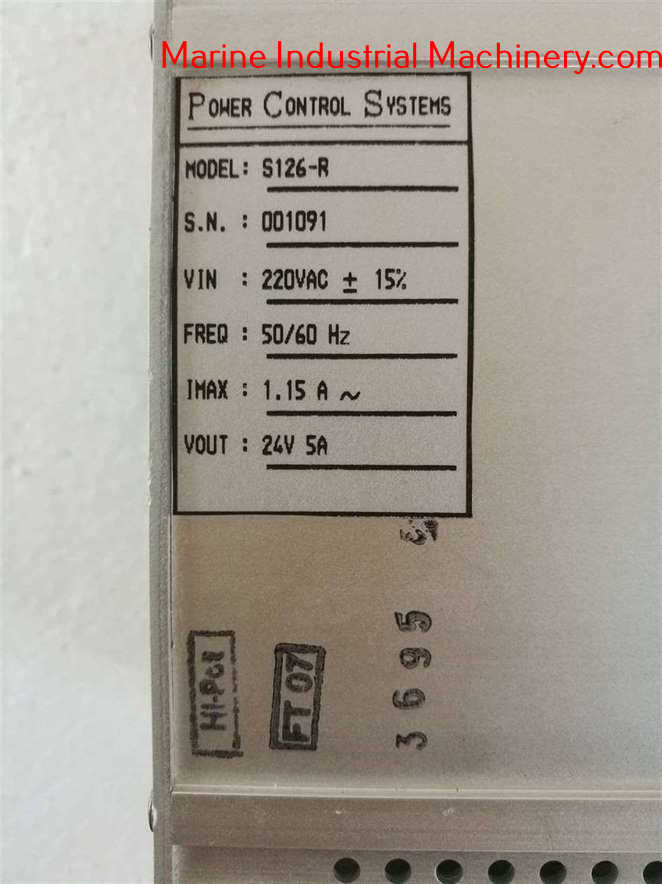 Marine Industrial Machinery.com
POWER CONTROL SYSTEMS
MODEL: S126-R
S.N. : 001091
VIN : 220VAC ± 15%
FREQ : 50/60 Hz
IMAX : 1.15 A ~
VOUT : 24V 5A
HI-POT
FT 07
3695